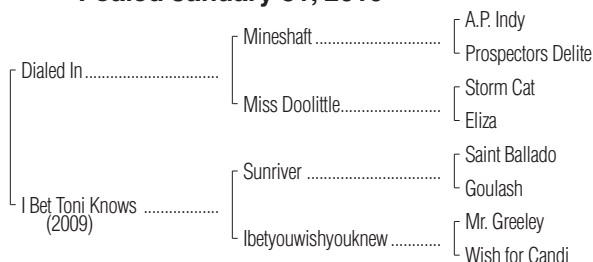 Foaled January 31,
A.P. Indy
Mineshaft
Prospectors Delite
Dialed In
Storm Cat
Miss Doolittle
Eliza
Saint Ballado
Sunriver
Goulash
I Bet Toni Knows
(2009)
Mr. Greeley
Ibetyouwishyouknew
Wish for Candi